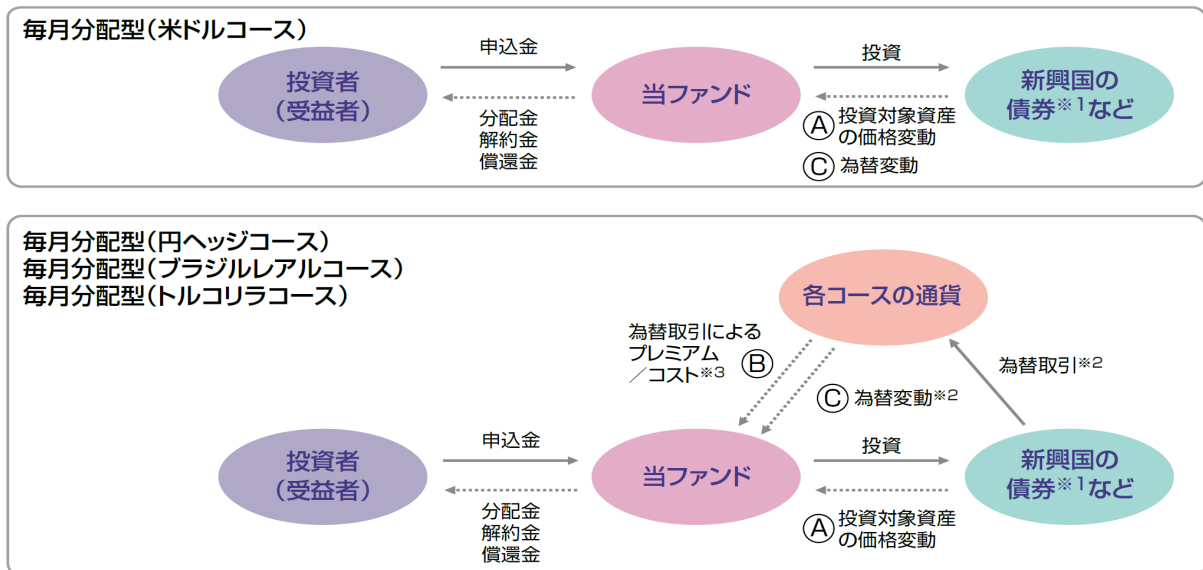 毎月分配型(米ドルコース)
投資者
(受益者)
申込金
分配金
解約金
償還金
当ファンド
投資
Ⓐ 投資対象資産
の価格変動
Ⓒ 為替変動
新興国の
債券※1など
毎月分配型(円ヘッジコース)
毎月分配型(ブラジルレアルコース)
毎月分配型(トルコリラコース)
各コースの通貨
為替取引による
プレミアム
／コスト※3
Ⓑ
Ⓒ 為替変動※2
為替取引※2
投資者
(受益者)
申込金
分配金
解約金
償還金
当ファンド
投資
Ⓐ 投資対象資産
の価格変動
新興国の
債券※1など